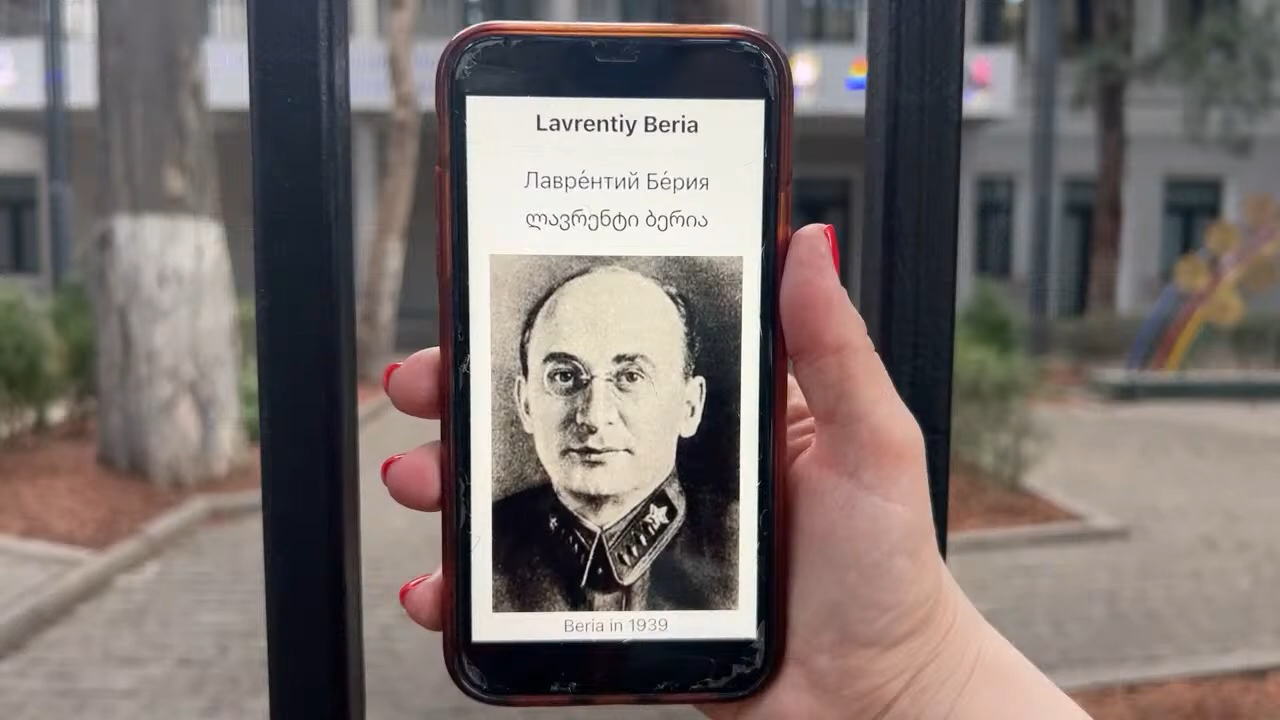 Lavrentiy Beria
Лавре́нтий Бе́рия
ლავრენტი ბერია
Beria in 1939